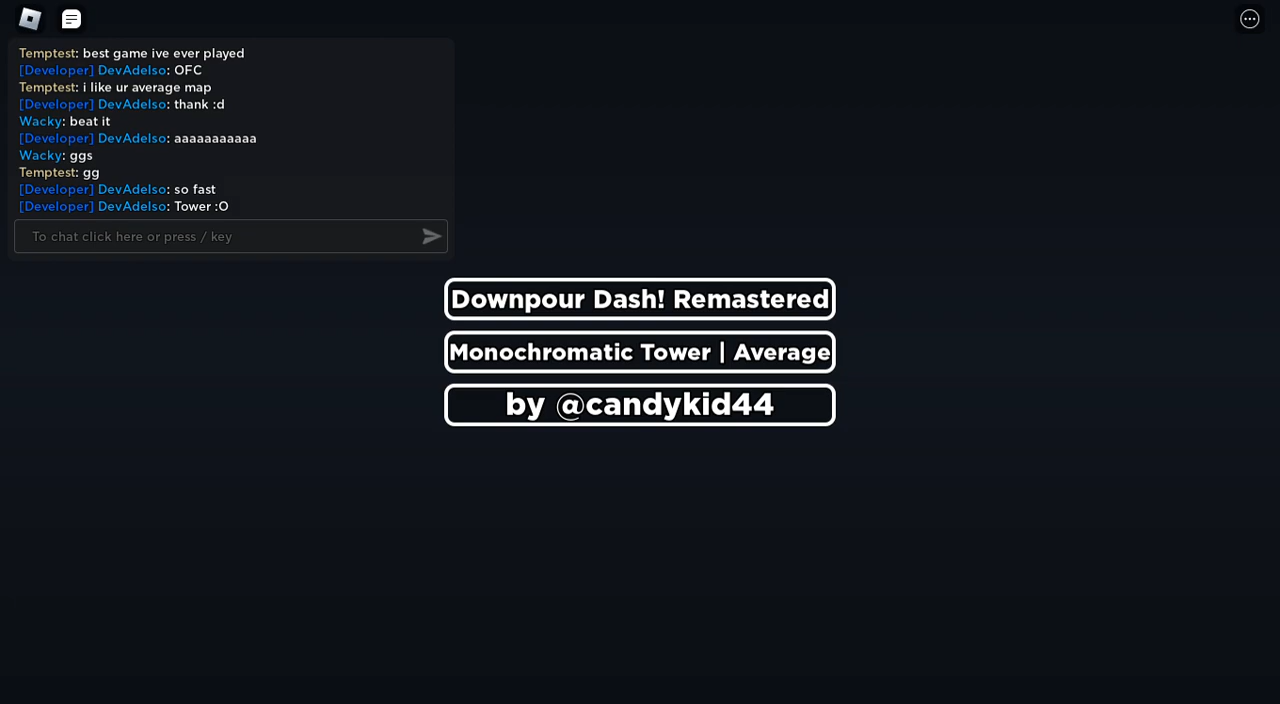 Temptest: best game ive ever played
[Developer] DevAdelso: OFC
Temptest: i like ur average map
[Developer] DevAdelso: thank :d
Wacky: beat it
[Developer] DevAdelso: aaaaaaaaaaa
Wacky: ggs
Temptest: gg
[Developer] DevAdelso: so fast
[Developer] DevAdelso: Tower :O
To chat click here or press / key
Downpour Dash! Remastered
Monochromatic Tower | Average
by @candykid44